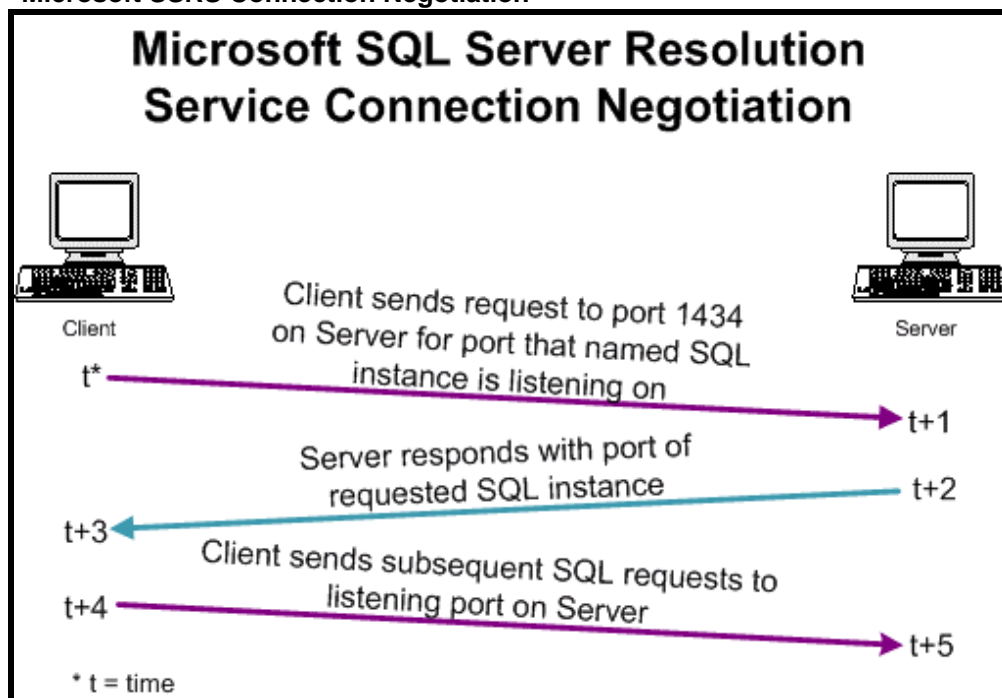 Microsoft SQL Server Resolution
Service Connection Negotiation
Client
Server
Client sends request to port 1434
on Server for port that named SQL
instance is listening on
t*
t+1
Server responds with port of
requested SQL instance
t+2
t+3
Client sends subsequent SQL requests to
listening port on Server
t+4
t+5
* t = time